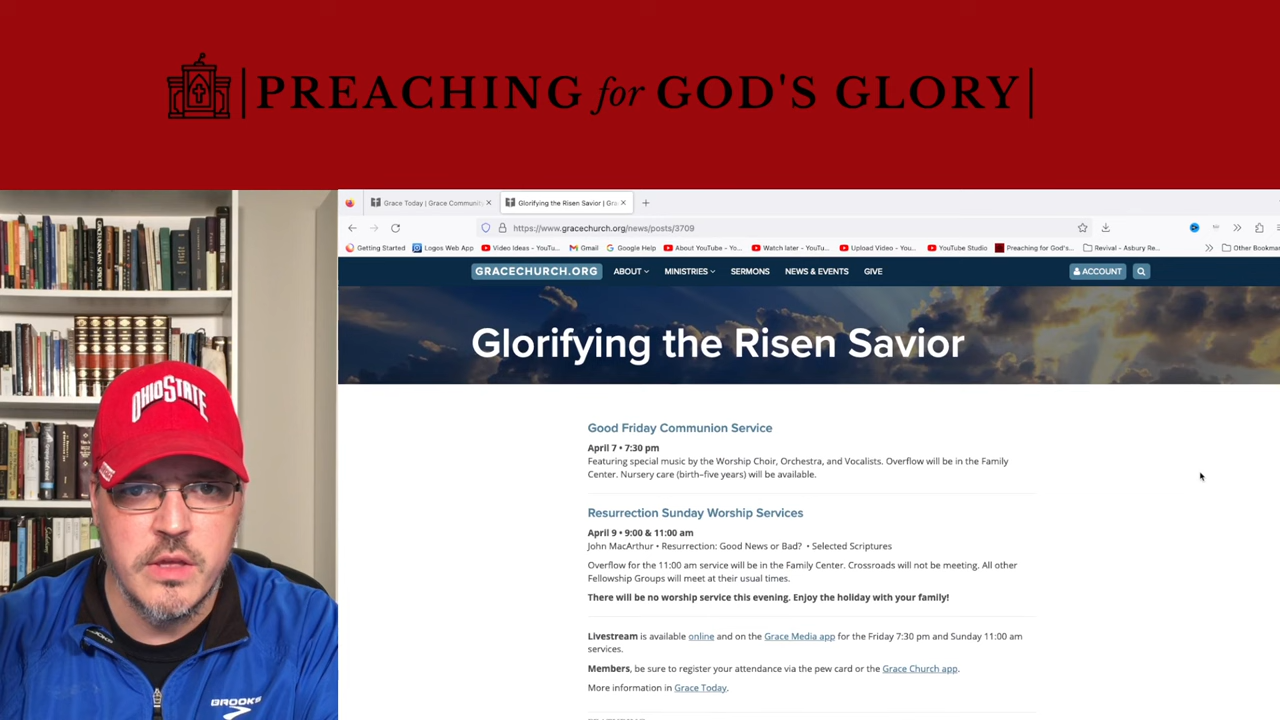 PREACHING for GOD'S GLORY
Grace Today | Grace Communi
Glorifying the Risen Savior | Gra
https://www.gracechurch.org/news/posts/3709
Getting Started
Logos Web App
Video Ideas - YouTu...
Gmail
Google Help
About YouTube - Yo...
Watch later - YouTu...
Upload Video - You...
YouTube Studio
Preaching for God's...
Revival - Asbury Re...
Other Bookmar
GRACECHURCH.ORG ABOUT MINISTRIES SERMONS NEWS & EVENTS GIVE ACCOUNT
Glorifying the Risen Savior
Good Friday Communion Service
April 7 • 7:30 pm
Featuring special music by the Worship Choir, Orchestra, and Vocalists. Overflow will be in the Family
Center. Nursery care (birth–five years) will be available.
Resurrection Sunday Worship Services
April 9 • 9:00 & 11:00 am
John MacArthur • Resurrection: Good News or Bad? • Selected Scriptures
Overflow for the 11:00 am service will be in the Family Center. Crossroads will not be meeting. All other
Fellowship Groups will meet at their usual times.
There will be no worship service this evening. Enjoy the holiday with your family!
Livestream is available online and on the Grace Media app for the Friday 7:30 pm and Sunday 11:00 am
services.
Members, be sure to register your attendance via the pew card or the Grace Church app.
More information in Grace Today.
OHIO STATE
BROOKS